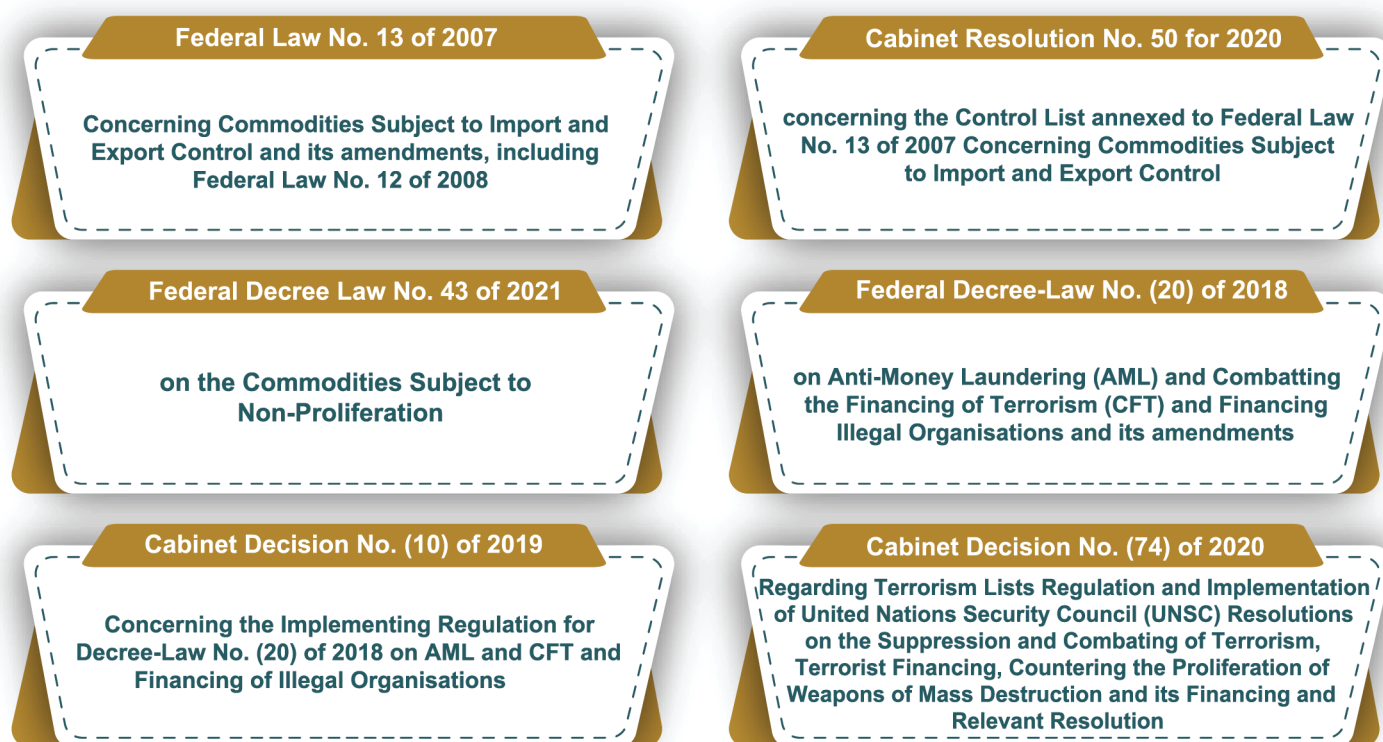 Federal Law No. 13 of 2007
Concerning Commodities Subject to Import and
Export Control and its amendments, including
Federal Law No. 12 of 2008
Cabinet Resolution No. 50 for 2020
concerning the Control List annexed to Federal Law
No. 13 of 2007 Concerning Commodities Subject
to Import and Export Control
Federal Decree Law No. 43 of 2021
on the Commodities Subject to
Non-Proliferation
Federal Decree-Law No. (20) of 2018
on Anti-Money Laundering (AML) and Combatting
the Financing of Terrorism (CFT) and Financing
Illegal Organisations and its amendments
Cabinet Decision No. (10) of 2019
Concerning the Implementing Regulation for
Decree-Law No. (20) of 2018 on AML and CFT and
Financing of Illegal Organisations
Cabinet Decision No. (74) of 2020
Regarding Terrorism Lists Regulation and Implementation
of United Nations Security Council (UNSC) Resolutions
on the Suppression and Combating of Terrorism,
Terrorist Financing, Countering the Proliferation of
Weapons of Mass Destruction and its Financing and
Relevant Resolution